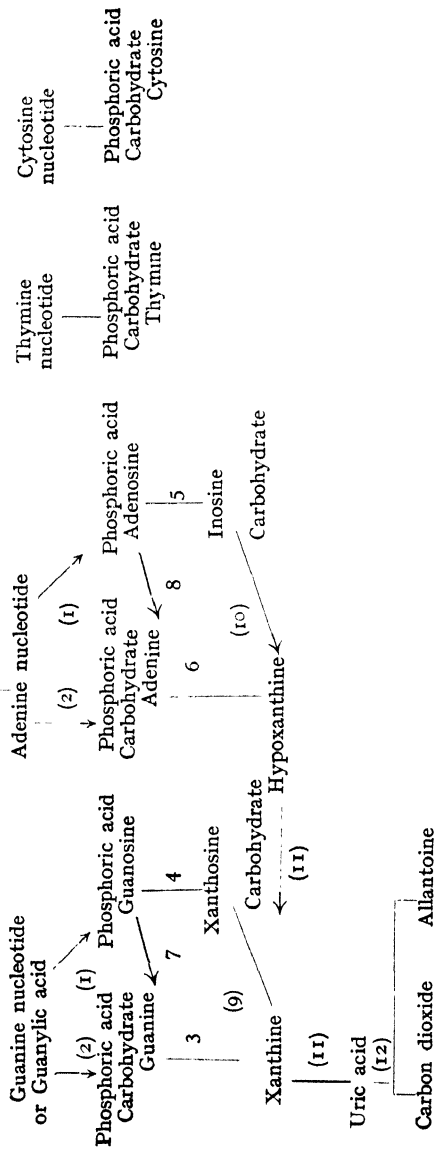 Guanine nucleotide
or Guanylic acid
Adenine nucleotide
Thymine
nucleotide
Cytosine
nucleotide
(2)
(1)
(2)
(1)
Phosphoric acid
Carbohydrate
Guanine
Phosphoric acid
Guanosine
Phosphoric acid
Carbohydrate
Adenine
Phosphoric acid
Adenosine
Phosphoric acid
Carbohydrate
Thymine
Phosphoric acid
Carbohydrate
Cytosine
7
8
3
4
6
5
Xanthosine
Inosine
(9)
(10)
Carbohydrate
Carbohydrate
Xanthine
(11)
Hypoxanthine
(11)
Uric acid
(12)
Carbon dioxide
Allantoine